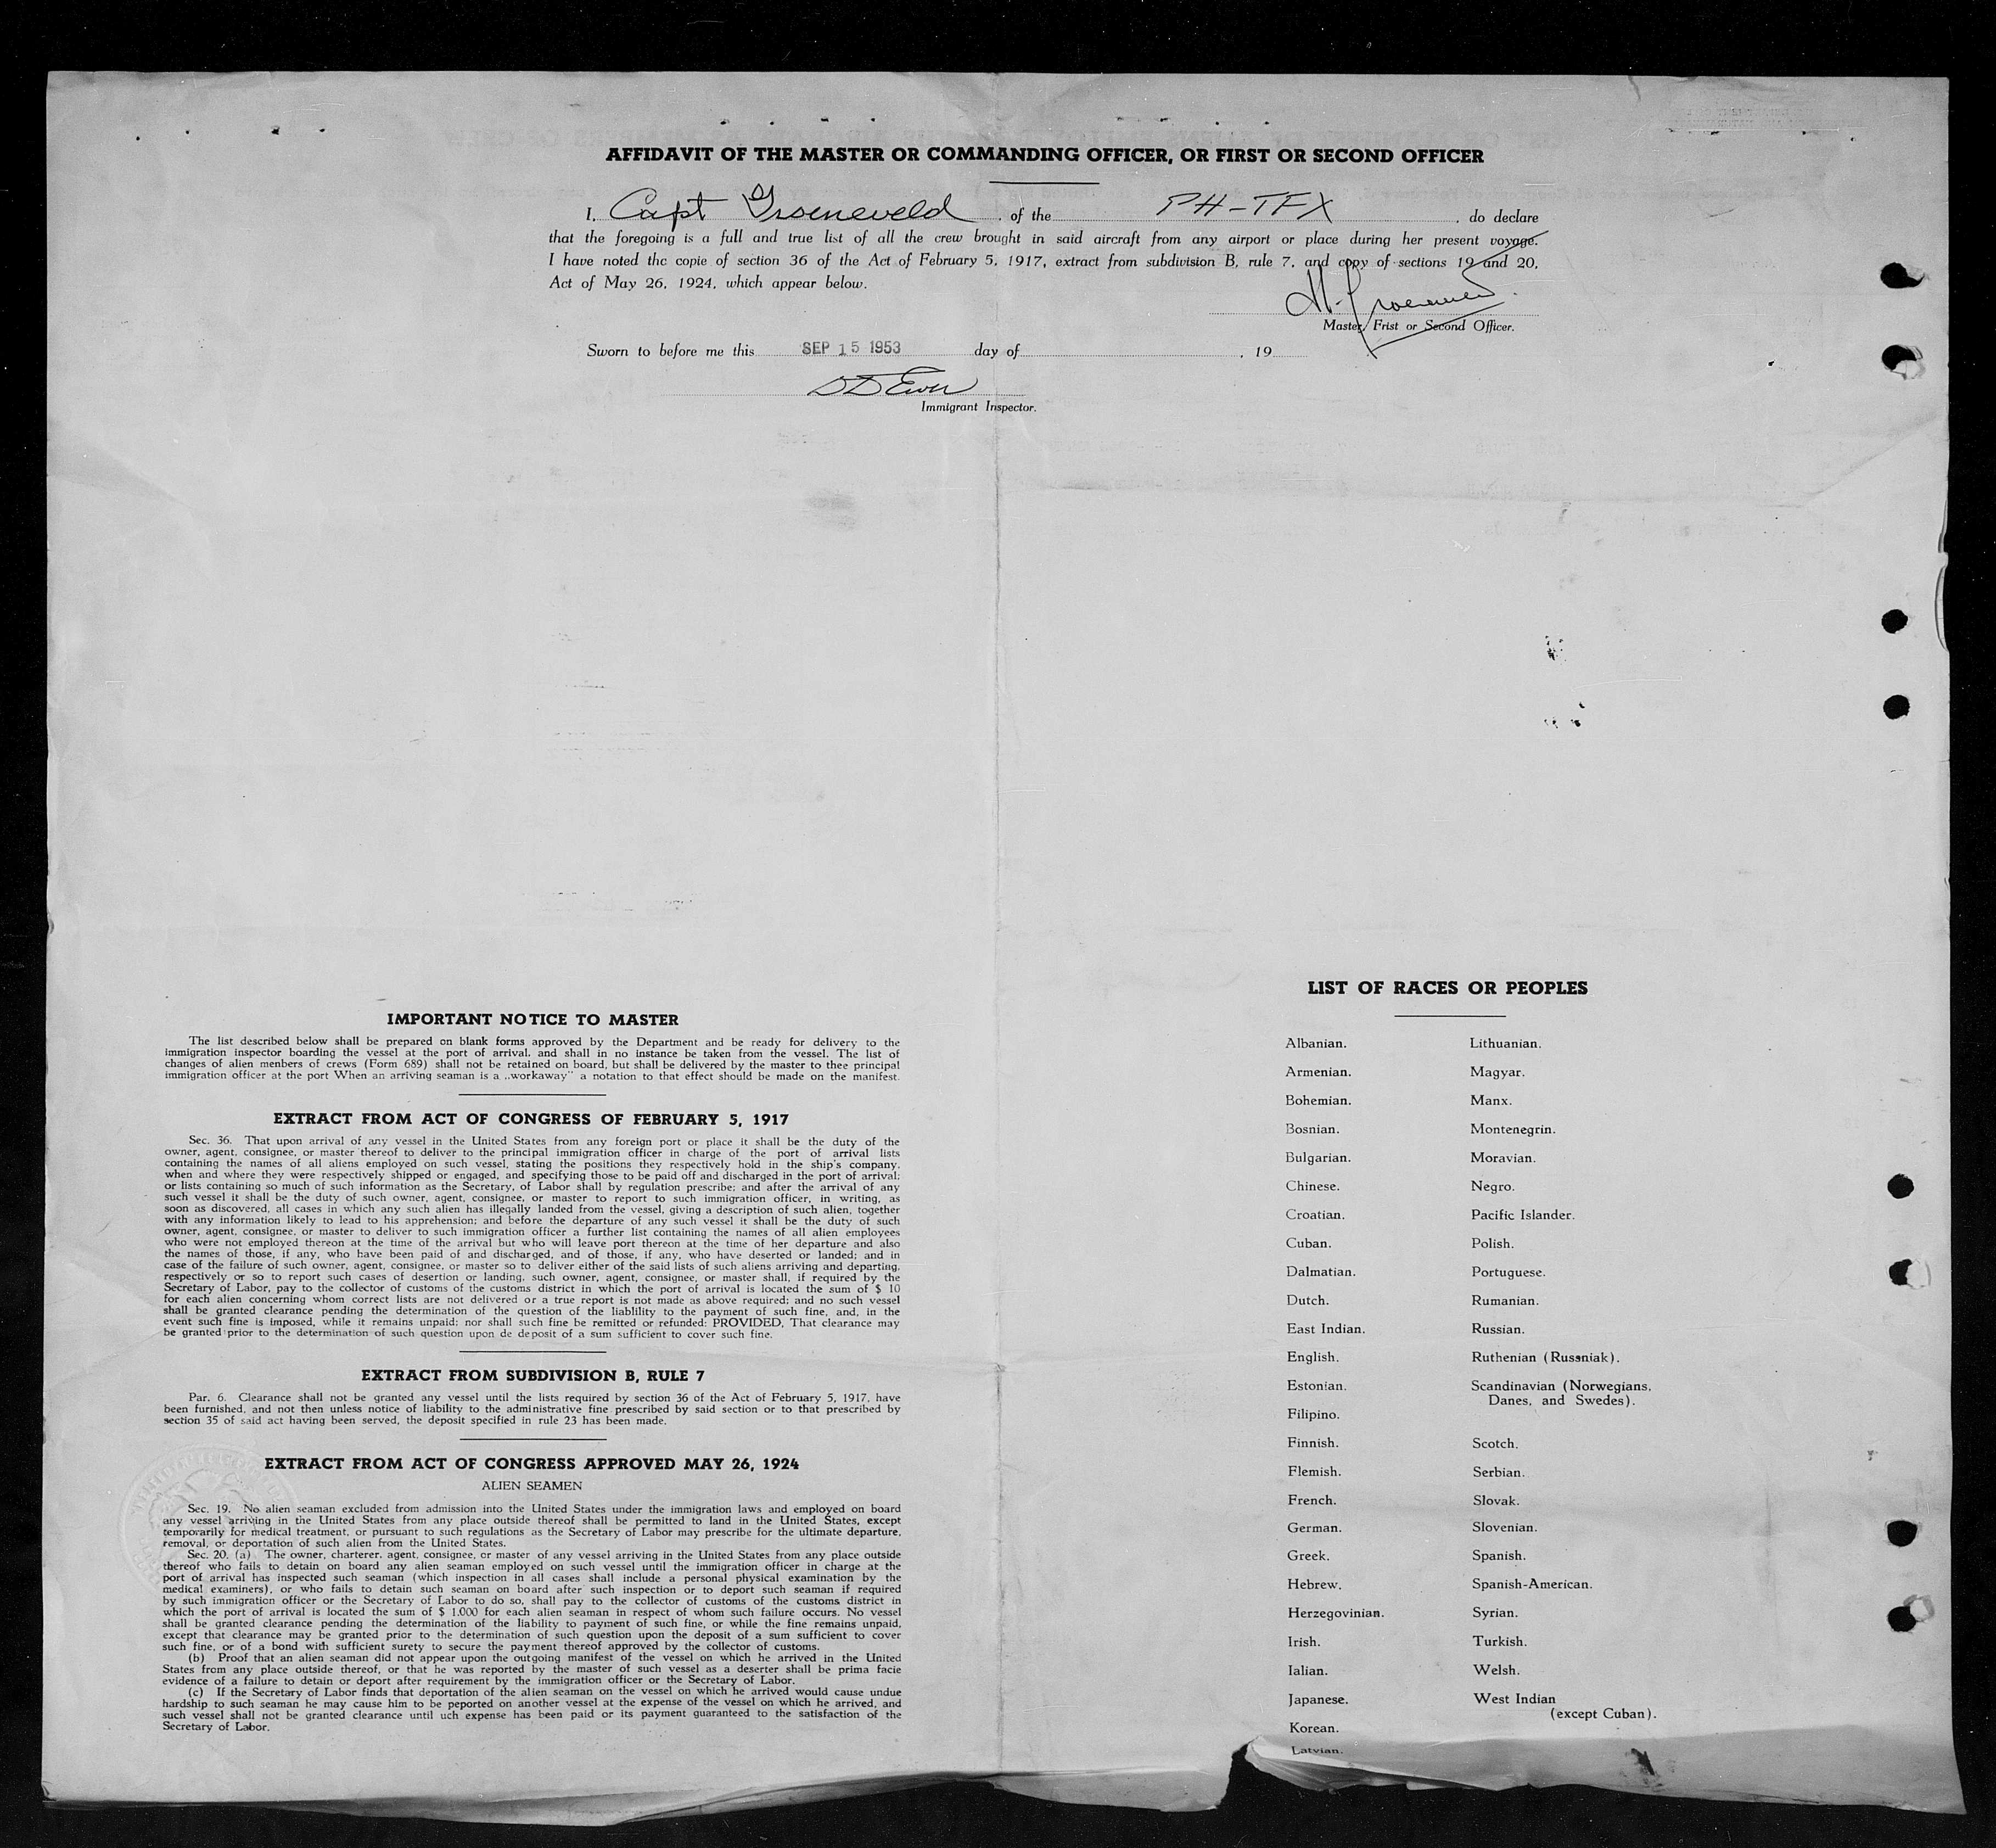 AFFIDAVIT OF THE MASTER OR COMMANDING OFFICER, OR FIRST OR SECOND OFFICER
I, Capt Groeneveld, of the PH-TFX, do declare
that the foregoing is a full and true list of all the crew brought in said aircraft from any airport or place during her present voyage.
I have noted the copie of section 36 of the Act of February 5, 1917, extract from subdivision B, rule 7, and copy of sections 19 and 20,
Act of May 26, 1924, which appear below.
Master, Frist or Second Officer.
Sworn to before me this SEP 15 1953 day of , 19
Immigrant Inspector.
IMPORTANT NOTICE TO MASTER
The list described below shall be prepared on blank forms approved by the Department and be ready for delivery to the
immigration inspector boarding the vessel at the port of arrival, and shall in no instance be taken from the vessel. The list of
changes of alien menbers of crews (Form 689) shall not be retained on board, but shall be delivered by the master to thee principal
immigration officer at the port When an arriving seaman is a „workaway" a notation to that effect should be made on the manifest.
EXTRACT FROM ACT OF CONGRESS OF FEBRUARY 5, 1917
Sec. 36. That upon arrival of any vessel in the United States from any foreign port or place it shall be the duty of the
owner, agent, consignee, or master thereof to deliver to the principal immigration officer in charge of the port of arrival lists
containing the names of all aliens employed on such vessel, stating the positions they respectively hold in the ship's company,
when and where they were respectively shipped or engaged, and specifying those to be paid off and discharged in the port of arrival;
or lists containing so much of such information as the Secretary, of Labor shall by regulation prescribe; and after the arrival of any
such vessel it shall be the duty of such owner, agent, consignee, or master to report to such immigration officer, in writing, as
soon as discovered, all cases in which any such alien has illegally landed from the vessel, giving a description of such alien, together
with any information likely to lead to his apprehension; and before the departure of any such vessel it shall be the duty of such
owner, agent, consignee, or master to deliver to such immigration officer a further list containing the names of all alien employees
who were not employed thereon at the time of the arrival but who will leave port thereon at the time of her departure and also
the names of those, if any, who have been paid of and discharged, and of those, if any, who have deserted or landed; and in
case of the failure of such owner, agent, consignee, or master so to deliver either of the said lists of such aliens arriving and departing,
respectively or so to report such cases of desertion or landing, such owner, agent, consignee, or master shall, if required by the
Secretary of Labor, pay to the collector of customs of the customs district in which the port of arrival is located the sum of $ 10
for each alien concerning whom correct lists are not delivered or a true report is not made as above required; and no such vessel
shall be granted clearance pending the determination of the question of the liablility to the payment of such fine, and, in the
event such fine is imposed, while it remains unpaid; nor shall such fine be remitted or refunded: PROVIDED, That clearance may
be granted prior to the determination of such question upon de deposit of a sum sufficient to cover such fine.
EXTRACT FROM SUBDIVISION B, RULE 7
Par. 6. Clearance shall not be granted any vessel until the lists required by section 36 of the Act of February 5, 1917, have
been furnished, and not then unless notice of liability to the administrative fine prescribed by said section or to that prescribed by
section 35 of said act having been served, the deposit specified in rule 23 has been made.
EXTRACT FROM ACT OF CONGRESS APPROVED MAY 26, 1924
ALIEN SEAMEN
Sec. 19. No alien seaman excluded from admission into the United States under the immigration laws and employed on board
any vessel arriving in the United States from any place outside thereof shall be permitted to land in the United States, except
temporarily for medical treatment, or pursuant to such regulations as the Secretary of Labor may prescribe for the ultimate departure,
removal, or deportation of such alien from the United States.
Sec. 20. (a) The owner, charterer, agent, consignee, or master of any vessel arriving in the United States from any place outside
thereof who fails to detain on board any alien seaman employed on such vessel until the immigration officer in charge at the
port of arrival has inspected such seaman (which inspection in all cases shall include a personal physical examination by the
medical examiners), or who fails to detain such seaman on board after such inspection or to deport such seaman if required
by such immigration officer or the Secretary of Labor to do so, shall pay to the collector of customs of the customs district in
which the port of arrival is located the sum of $ 1.000 for each alien seaman in respect of whom such failure occurs. No vessel
shall be granted clearance pending the determination of the liability to payment of such fine, or while the fine remains unpaid,
except that clearance may be granted prior to the determination of such question upon the deposit of a sum sufficient to cover
such fine, or of a bond with sufficient surety to secure the payment thereof approved by the collector of customs.
(b) Proof that an alien seaman did not appear upon the outgoing manifest of the vessel on which he arrived in the United
States from any place outside thereof, or that he was reported by the master of such vessel as a deserter shall be prima facie
evidence of a failure to detain or deport after requirement by the immigration officer or the Secretary of Labor.
(c) If the Secretary of Labor finds that deportation of the alien seaman on the vessel on which he arrived would cause undue
hardship to such seaman he may cause him to be peported on another vessel at the expense of the vessel on which he arrived, and
such vessel shall not be granted clearance until uch expense has been paid or its payment guaranteed to the satisfaction of the
Secretary of Labor.
LIST OF RACES OR PEOPLES
Albanian. Lithuanian.
Armenian. Magyar.
Bohemian. Manx.
Bosnian. Montenegrin.
Bulgarian. Moravian.
Chinese. Negro.
Croatian. Pacific Islander.
Cuban. Polish.
Dalmatian. Portuguese.
Dutch. Rumanian.
East Indian. Russian.
English. Ruthenian (Russniak).
Estonian. Scandinavian (Norwegians,
Danes, and Swedes).
Filipino.
Finnish. Scotch.
Flemish. Serbian.
French. Slovak.
German. Slovenian.
Greek. Spanish.
Hebrew. Spanish-American.
Herzegovinian. Syrian.
Irish. Turkish.
Ialian. Welsh.
Japanese. West Indian
(except Cuban).
Korean.
Latvian.